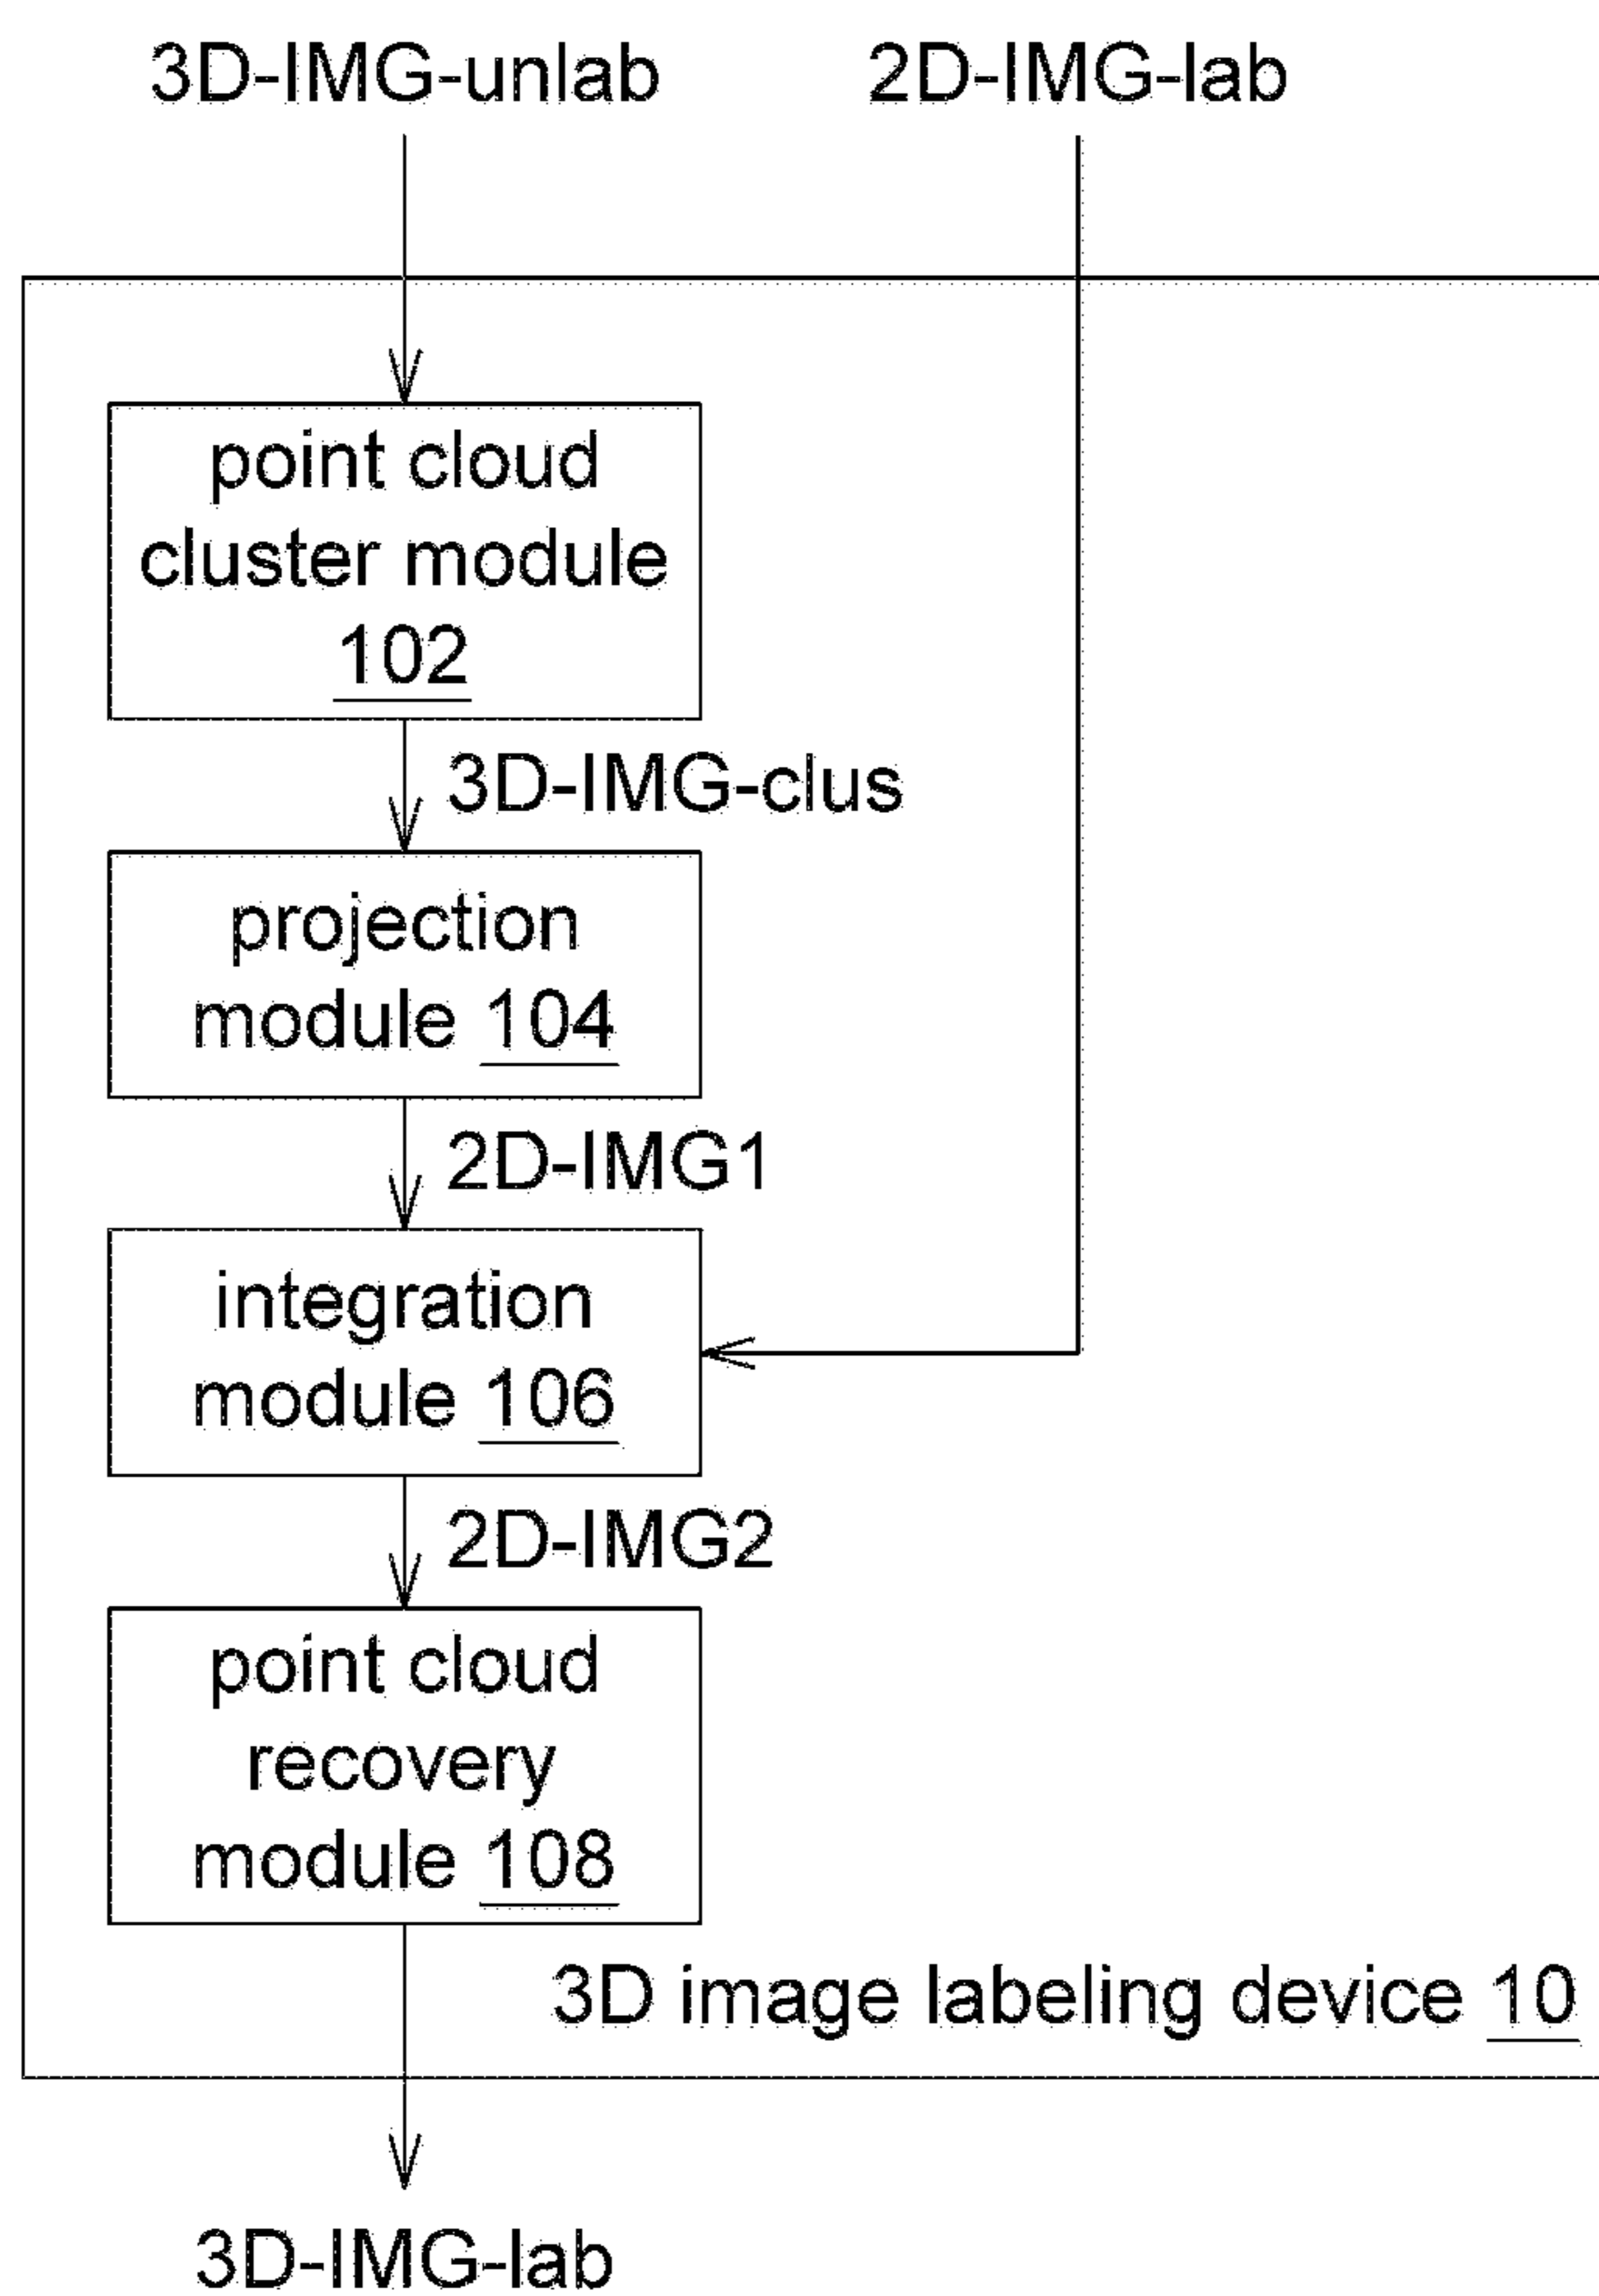 3D-IMG-unlab
2D-IMG-lab
point cloud
cluster module
102
3D-IMG-clus
projection
module 104
2D-IMG1
integration
module 106
2D-IMG2
point cloud
recovery
module 108
3D image labeling device 10
3D-IMG-lab